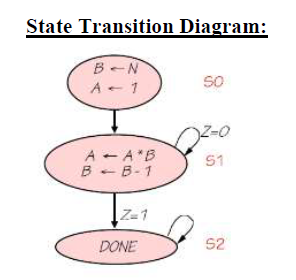 State Transition Diagram:
B ← N
A ← 1
S0
Z=0
A ← A*B
B ← B-1
S1
Z=1
DONE
S2